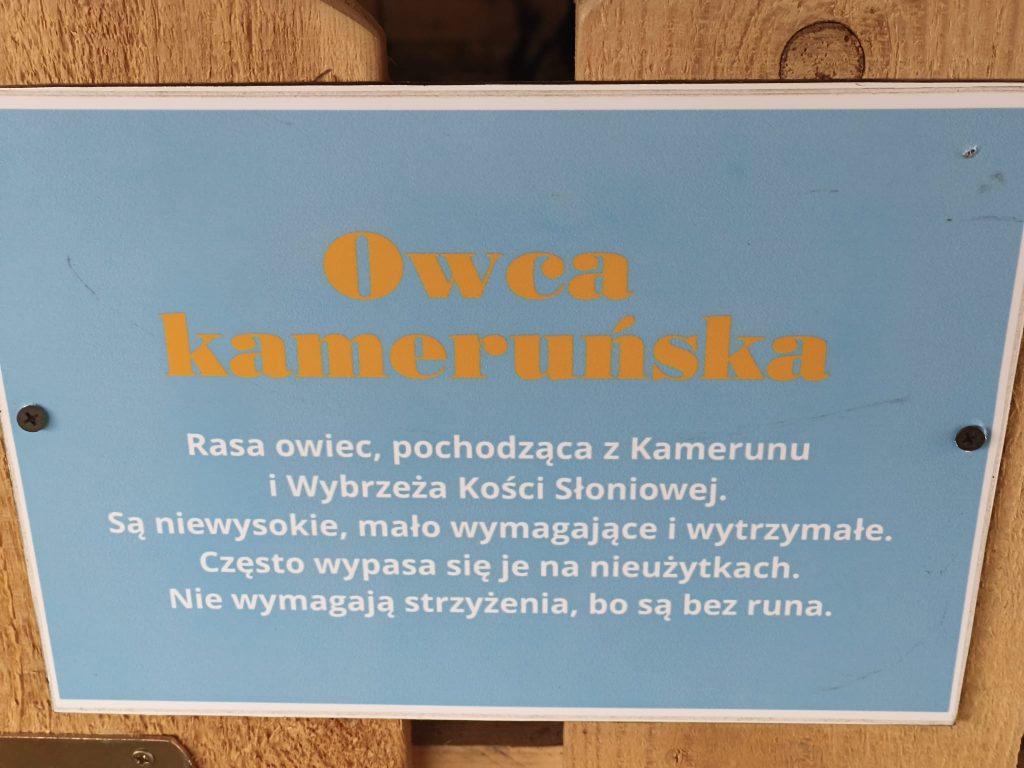 Owca
kameruńska
Rasa owiec, pochodząca z Kamerunu
i Wybrzeża Kości Słoniowej.
Są niewysokie, mało wymagające i wytrzymałe.
Często wypasa się je na nieużytkach.
Nie wymagają strzyżenia, bo są bez runa.